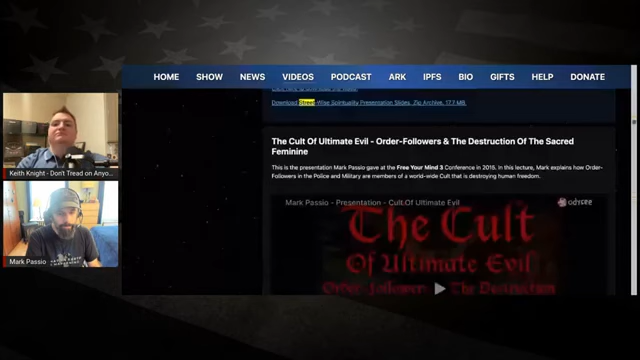 HOME SHOW NEWS VIDEOS PODCAST ARK IPFS BIO GIFTS HELP DONATE
Download Street-Wise Spirituality Presentation Slides, Zip Archive, 17.7 MB.
The Cult Of Ultimate Evil - Order-Followers & The Destruction Of The Sacred
Feminine
This is the presentation Mark Passio gave at the Free Your Mind 3 Conference in 2015. In this lecture, Mark explains how Order-
Followers in the Police and Military are members of a world-wide Cult that is destroying human freedom.
Mark Passio - Presentation - Cult Of Ultimate Evil
odysee
The Cult
Of Ultimate Evil
Order-Followers The Destruction
Keith Knight - Don't Tread on Anyo...
Mark Passio